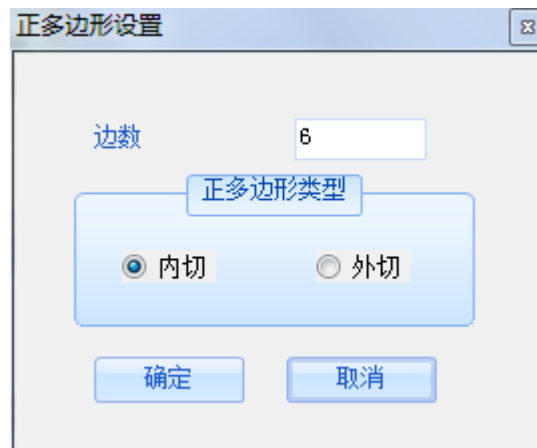 正多边形设置
边数 6
正多边形类型
内切 外切
确定 取消